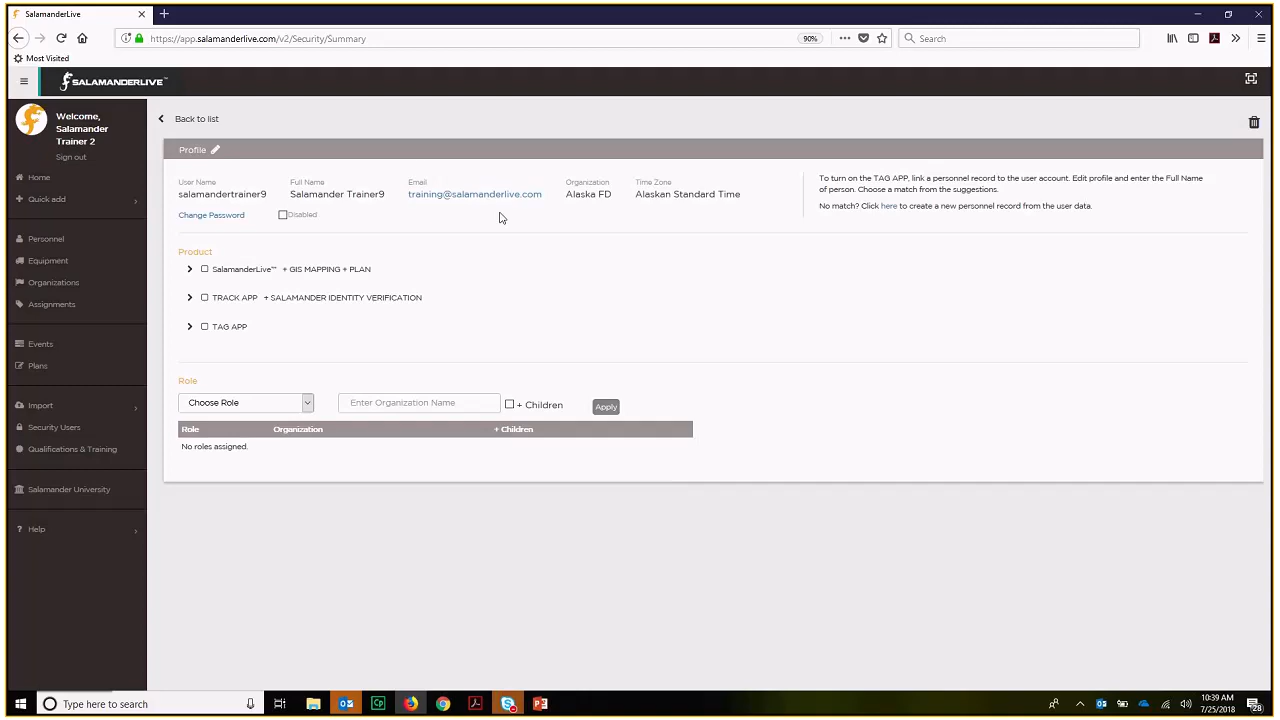 SalamanderLive
https://app.salamanderlive.com/v2/Security/Summary
90%
Search
Most Visited
SALAMANDERLIVE™
Welcome,
Salamander
Trainer 2
Sign out
Home
Quick add
Personnel
Equipment
Organizations
Assignments
Events
Plans
Import
Security Users
Qualifications & Training
Salamander University
Help
Back to list
Profile
User Name
Full Name
Email
Organization
Time Zone
salamandertrainer9
Salamander Trainer9
training@salamanderlive.com
Alaska FD
Alaskan Standard Time
Change Password
Disabled
To turn on the TAG APP, link a personnel record to the user account. Edit profile and enter the Full Name
of person. Choose a match from the suggestions.
No match? Click here to create a new personnel record from the user data.
Product
SalamanderLive™ + GIS MAPPING + PLAN
TRACK APP + SALAMANDER IDENTITY VERIFICATION
TAG APP
Role
Choose Role
Enter Organization Name
+ Children
Apply
Role Organization + Children
No roles assigned.
Type here to search
10:39 AM
7/25/2018
28